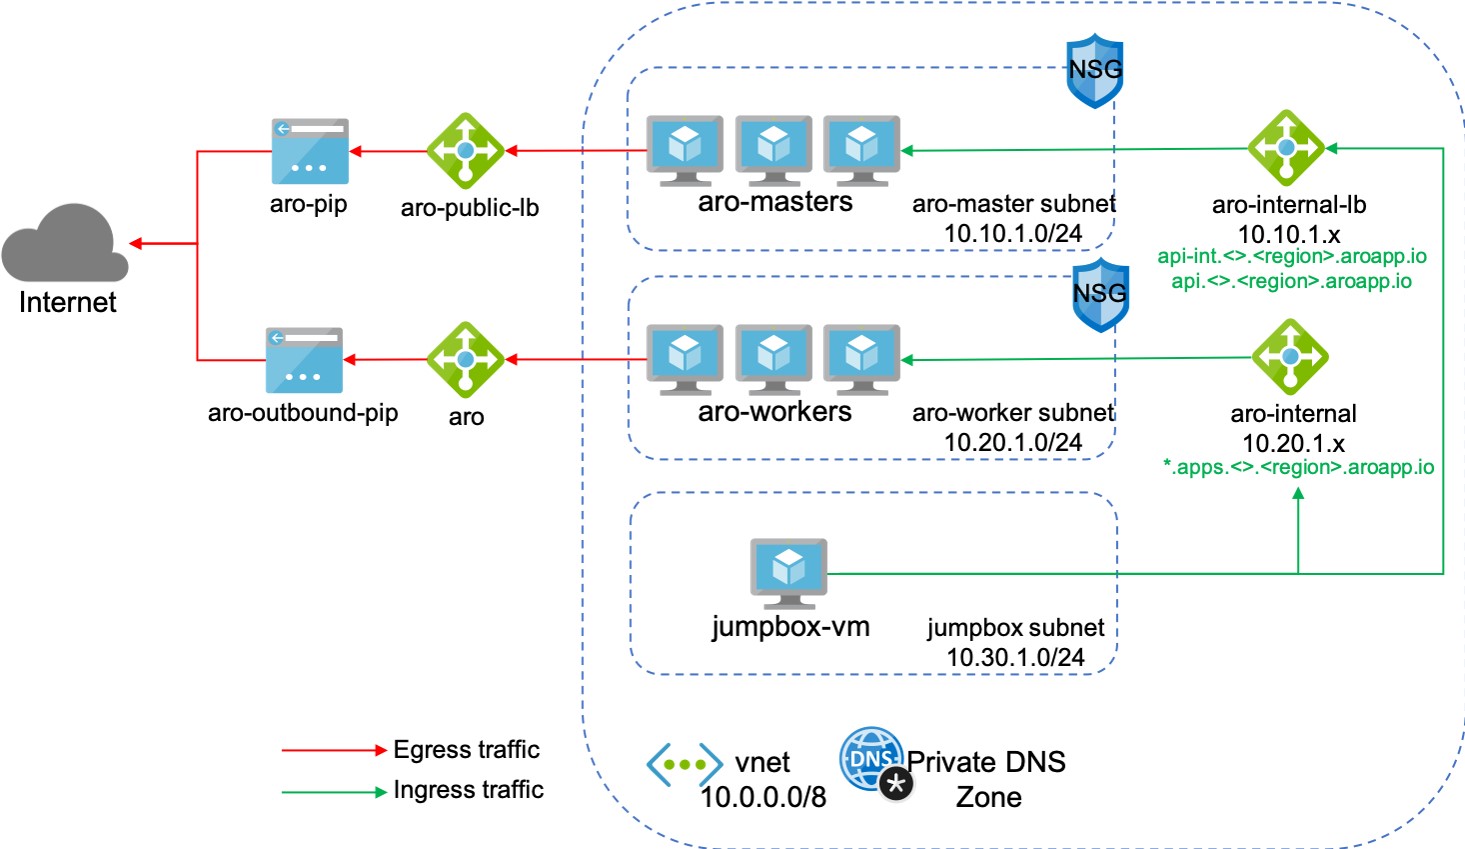 NSG
aro-pip
aro-public-lb
aro-masters
aro-master subnet
10.10.1.0/24
aro-internal-lb
10.10.1.x
api-int.<>.<region>.aroapp.io
api.<>.<region>.aroapp.io
Internet
NSG
aro-outbound-pip
aro
aro-workers
aro-worker subnet
10.20.1.0/24
aro-internal
10.20.1.x
*.apps.<>.<region>.aroapp.io
jumpbox-vm
jumpbox subnet
10.30.1.0/24
Egress traffic
Ingress traffic
vnet
10.0.0.0/8
DNS
*
Private DNS
Zone